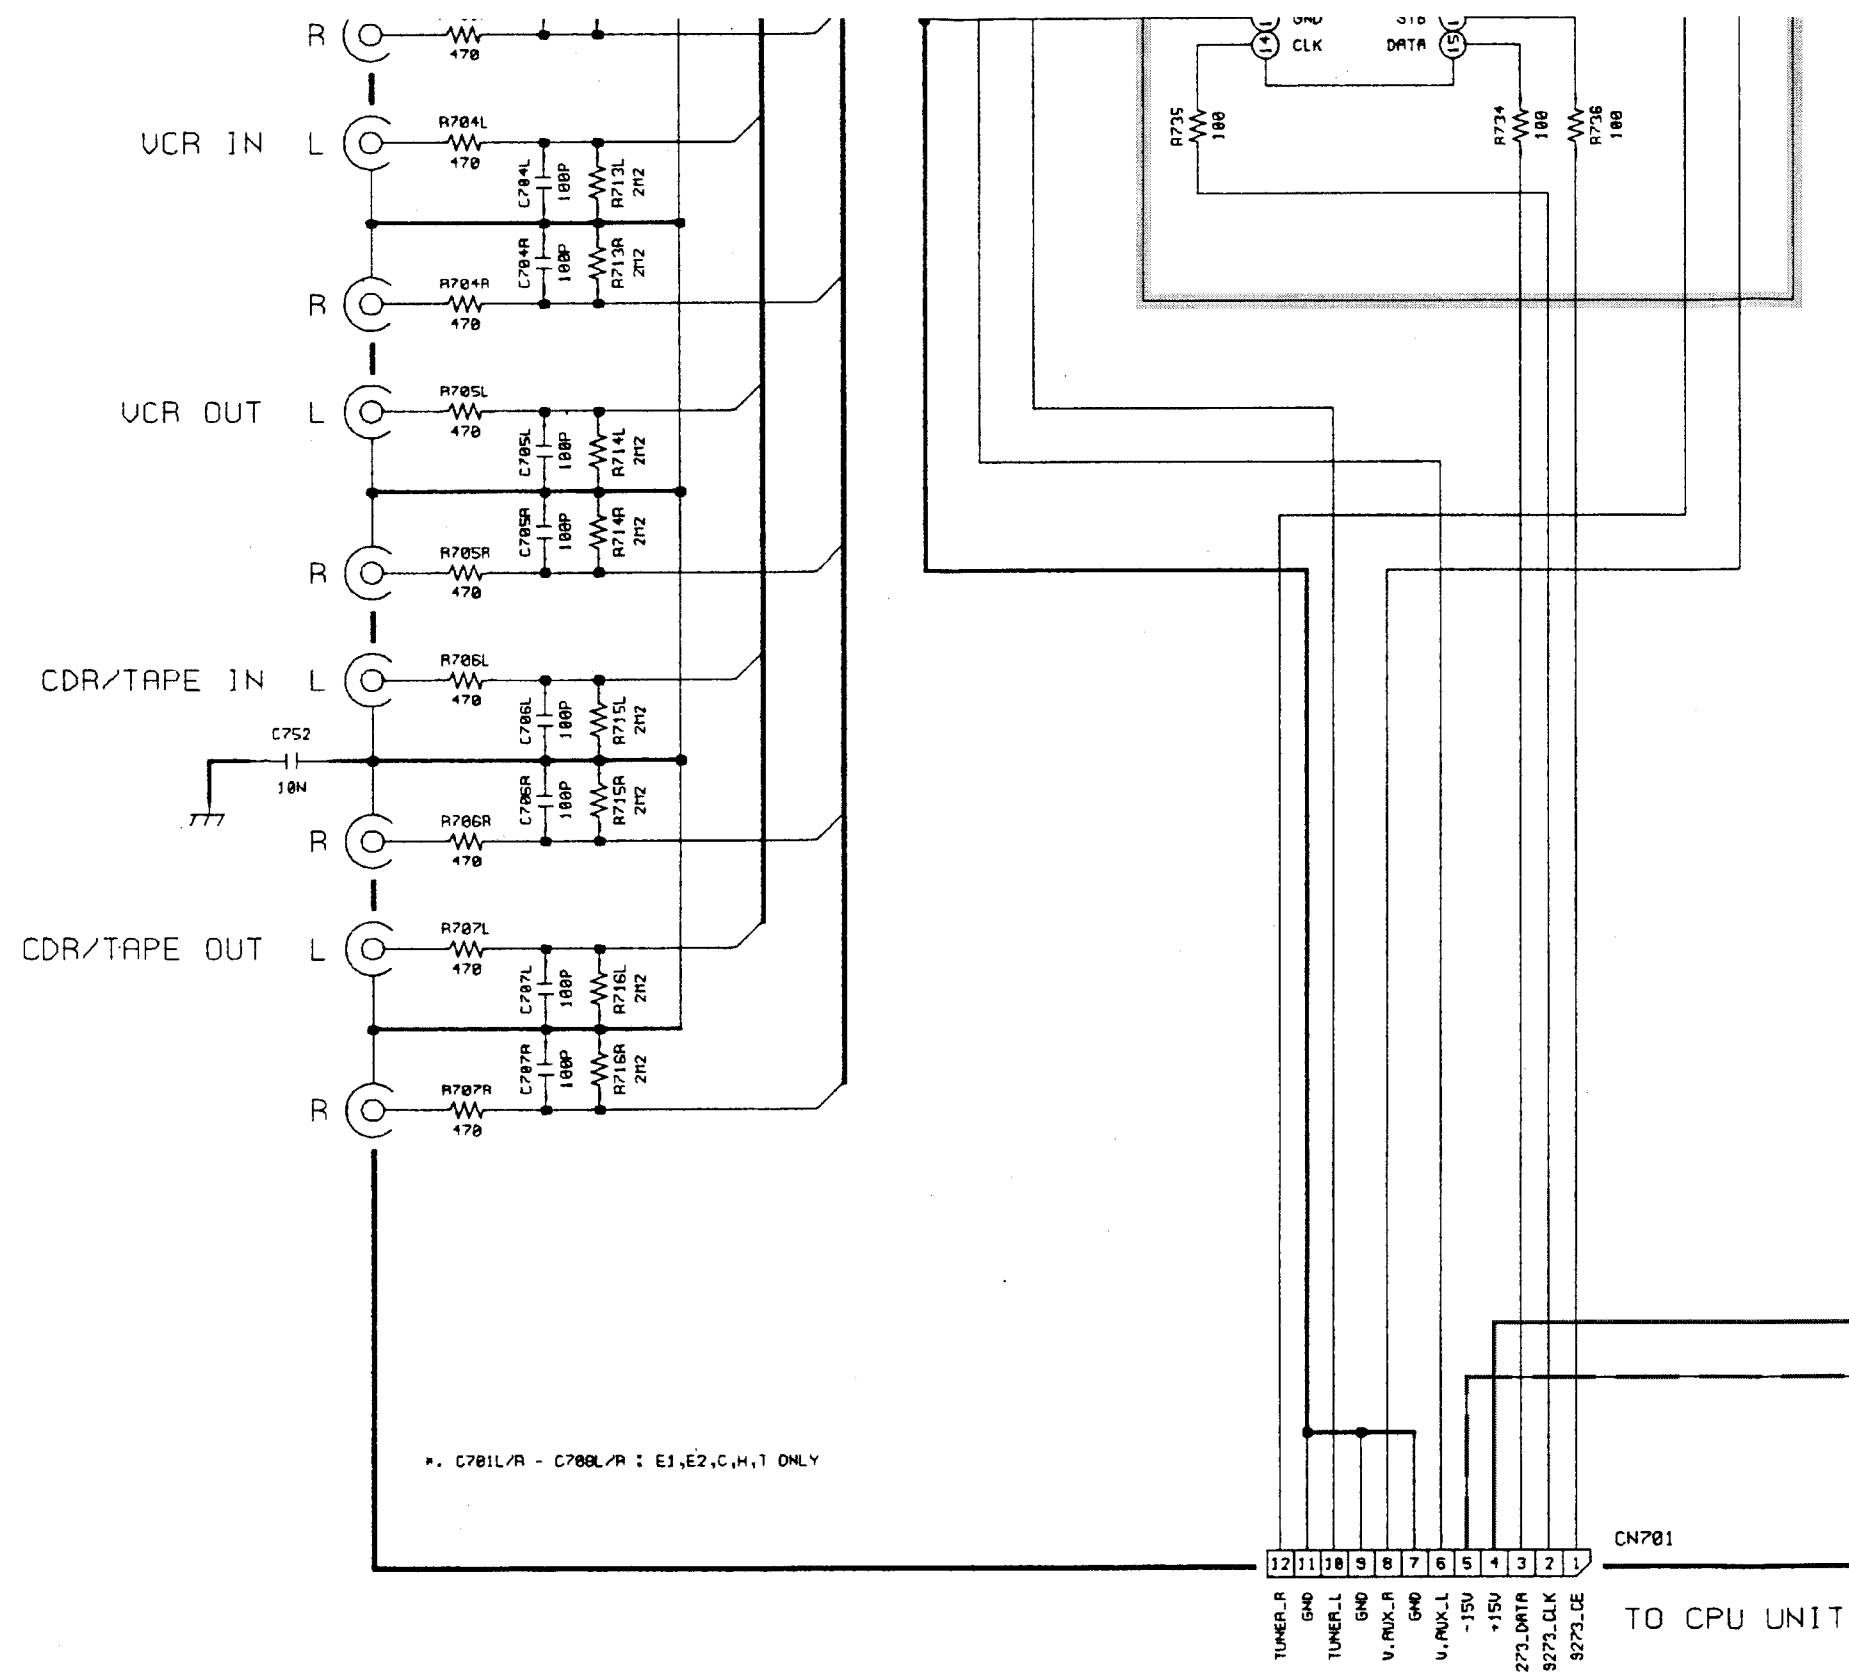 R
470
GND
CLK
14
DATA
15
R735
100
R734
100
R736
100
VCR IN L
R704L
470
C704L
100P
R713L
2M2
C704R
100P
R713R
2M2
R
R704R
470
VCR OUT L
R705L
470
C705L
100P
R714L
2M2
C705R
100P
R714R
2M2
R
R705R
470
CDR/TAPE IN L
R706L
470
C706L
100P
R715L
2M2
C752
10N
C706R
100P
R715R
2M2
R
R706R
470
CDR/TAPE OUT L
R707L
470
C707L
100P
R716L
2M2
C707R
100P
R716R
2M2
R
R707R
470
*. C701L/R - C708L/R : E1,E2,C,H,T ONLY
CN701
12 11 10 9 8 7 6 5 4 3 2 1
TUNER_R
GND
TUNER_L
GND
V.AUX_R
GND
V.AUX_L
-15V
+15V
273_DATA
9273_CLK
9273_CE
TO CPU UNIT